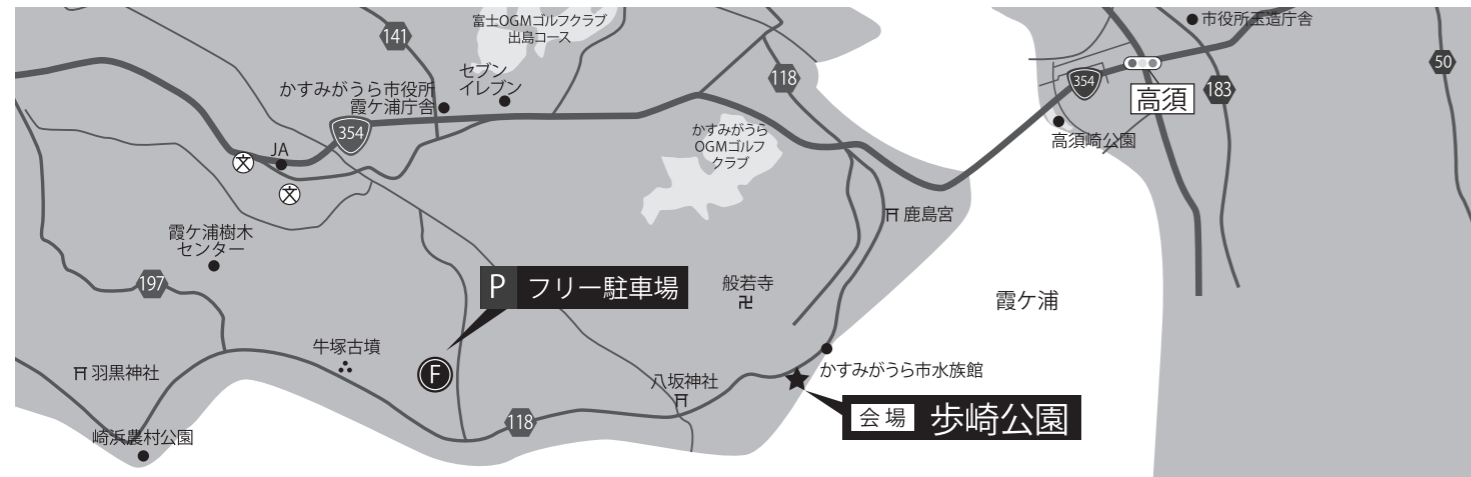 富士OGMゴルフクラブ
出島コース
市役所玉造庁舎
141
118
354
50
183
高須
セブン
イレブン
かすみがうら市役所
霞ケ浦庁舎
354
JA
文
文
かすみがうら
OGMゴルフ
クラブ
高須崎公園
鹿島宮
霞ケ浦樹木
センター
197
P フリー駐車場
般若寺
卍
霞ケ浦
牛塚古墳
羽黒神社
F
八坂神社
かすみがうら市水族館
会場 歩崎公園
118
崎浜農村公園